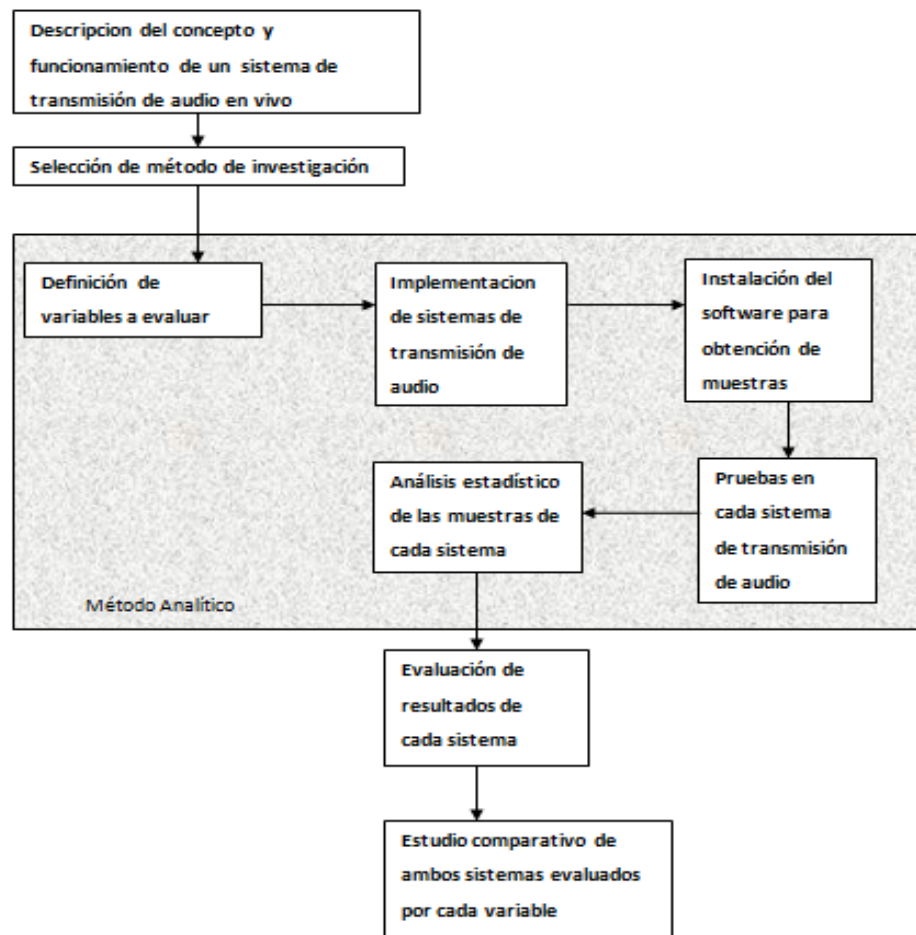 Descripcion del concepto y
funcionamiento de un sistema de
transmisión de audio en vivo
Selección de método de investigación
Definición de
variables a evaluar
Implementacion
de sistemas de
transmisión de
audio
Instalación del
software para
obtención de
muestras
Pruebas en
cada sistema
de transmisión
de audio
Análisis estadístico
de las muestras de
cada sistema
Método Analítico
Evaluación de
resultados de
cada sistema
Estudio comparativo de
ambos sistemas evaluados
por cada variable